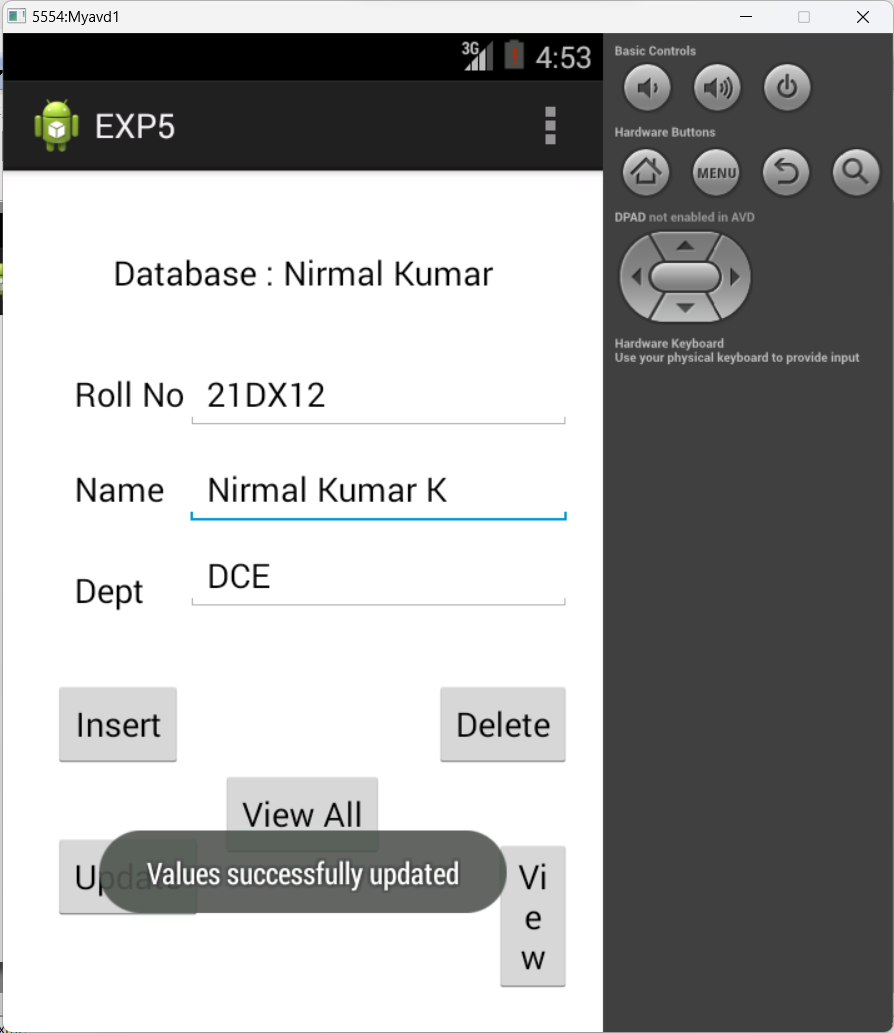 5554:Myavd1
3G 4:53
EXP5
Database : Nirmal Kumar
Roll No 21DX12
Name Nirmal Kumar K
Dept DCE
Insert Delete
View All
Update
Values successfully updated
Vi
e
w
Basic Controls
Hardware Buttons
MENU
DPAD not enabled in AVD
Hardware Keyboard
Use your physical keyboard to provide input